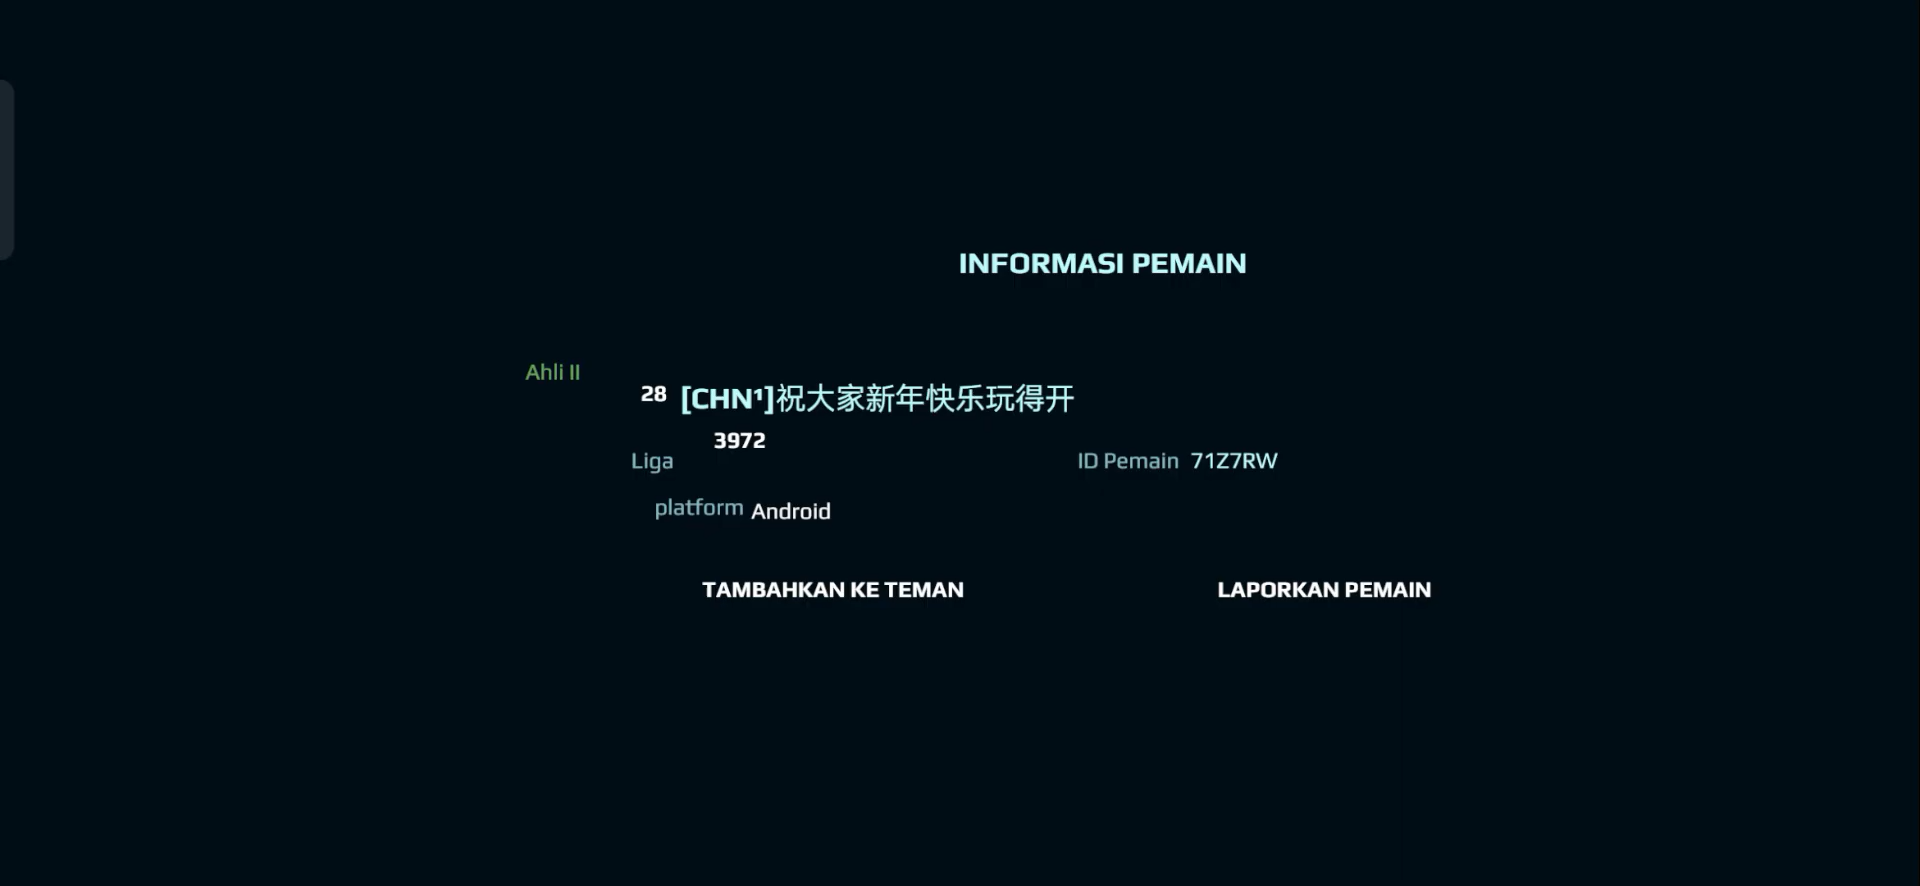 INFORMASI PEMAIN
Ahli II
28 [CHN¹]祝大家新年快乐玩得开
3972
Liga
ID Pemain 71Z7RW
platform Android
TAMBAHKAN KE TEMAN
LAPORKAN PEMAIN